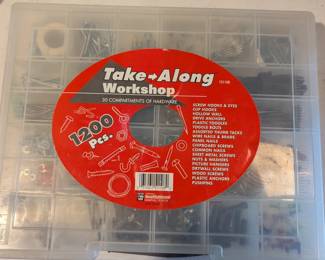 Take Along
Workshop
30 COMPARTMENTS OF HARDWARE
1200
Pcs.
SCREW HOOKS & EYES
CUP HOOKS
HOLLOW WALL
DRIVE ANCHORS
PLASTIC TOGGLES
TOGGLE BOLTS
ASSORTED THUMB TACKS
WIRE NAILS & BRADS
PANEL NAILS
CHIPBOARD SCREWS
COMMON NAILS
SHEET METAL SCREWS
NUTS & WASHERS
PICTURE HANGERS
DRYWALL SCREWS
WOOD SCREWS
PLASTIC ANCHORS
PUSHPINS